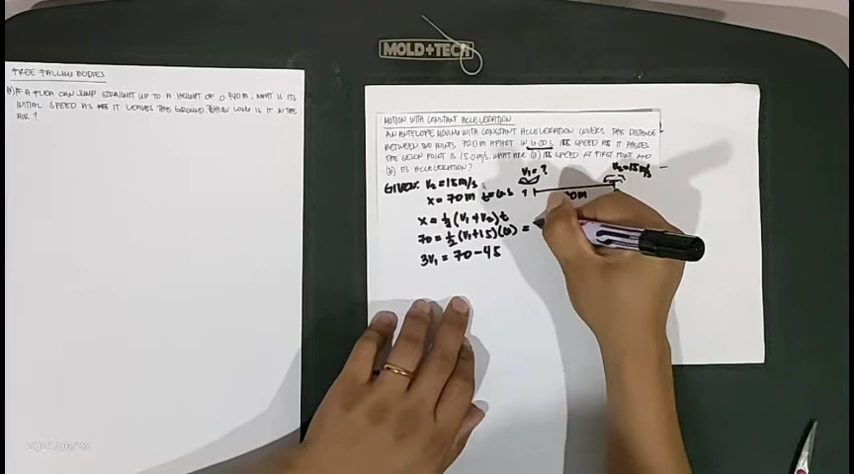 MOLD+TECH
FREE FALLING BODIES
IF A FLEA CAN JUMP STRAIGHT UP TO A HEIGHT OF 0.440 M, WHAT IS ITS
INITIAL SPEED AS IT LEAVES THE GROUND? HOW LONG IS IT IN THE
AIR?
MOTION WITH CONSTANT ACCELERATION
AN ANTELOPE MOVING WITH CONSTANT ACCELERATION COVERS THE DISTANCE
BETWEEN TWO POINTS 70.0 M APART IN 6.00 S. ITS SPEED AS IT PASSES
THE SECOND POINT IS 15.0 M/S. WHAT ARE (a) ITS SPEED AT FIRST POINT AND
(b) ITS ACCELERATION?
GIVEN: V₂ = 15 m/s
x = 70 m t = 6 s
V₁ = ?
V₂ = 15 m/s
70 m
x = ½ (V₁ + V₂) t
70 = ½ (V₁ + 15) (6) =
3V₁ = 70 - 45